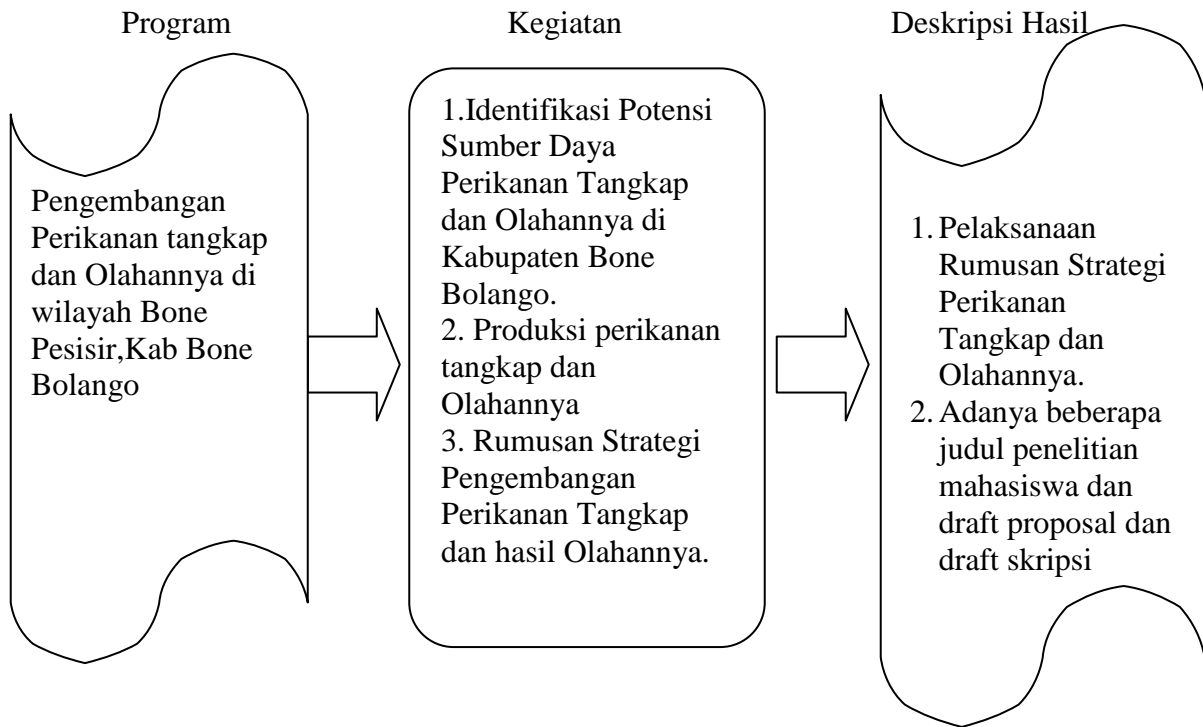 Program
Kegiatan
Deskripsi Hasil
Pengembangan
Perikanan tangkap
dan Olahannya di
wilayah Bone
Pesisir,Kab Bone
Bolango
1.Identifikasi Potensi
Sumber Daya
Perikanan Tangkap
dan Olahannya di
Kabupaten Bone
Bolango.
2. Produksi perikanan
tangkap dan
Olahannya
3. Rumusan Strategi
Pengembangan
Perikanan Tangkap
dan hasil Olahannya.
1. Pelaksanaan
Rumusan Strategi
Perikanan
Tangkap dan
Olahannya.
2. Adanya beberapa
judul penelitian
mahasiswa dan
draft proposal dan
draft skripsi